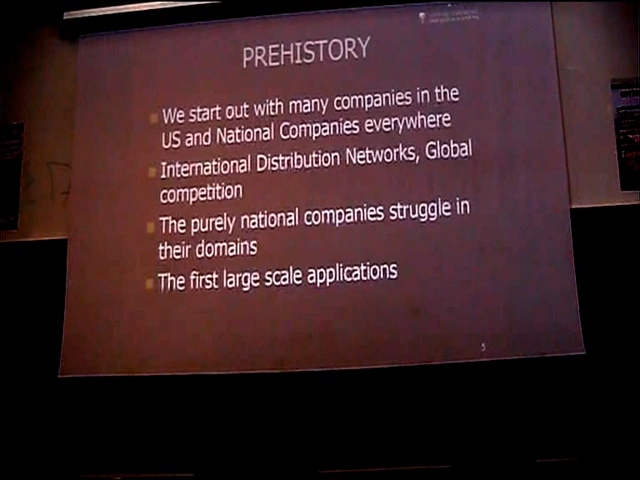 PREHISTORY
We start out with many companies in the
US and National Companies everywhere
International Distribution Networks, Global
competition
The purely national companies struggle in
their domains
The first large scale applications
5